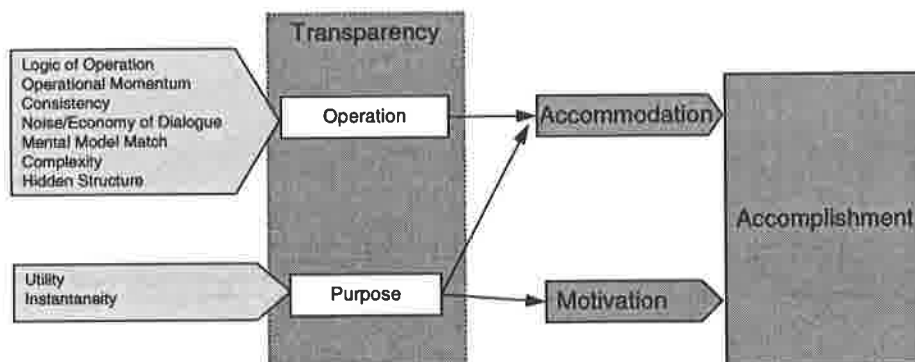 Transparency
Logic of Operation
Operational Momentum
Consistency
Noise/Economy of Dialogue
Mental Model Match
Complexity
Hidden Structure
Operation
Accommodation
Accomplishment
Utility
Instantaneity
Purpose
Motivation